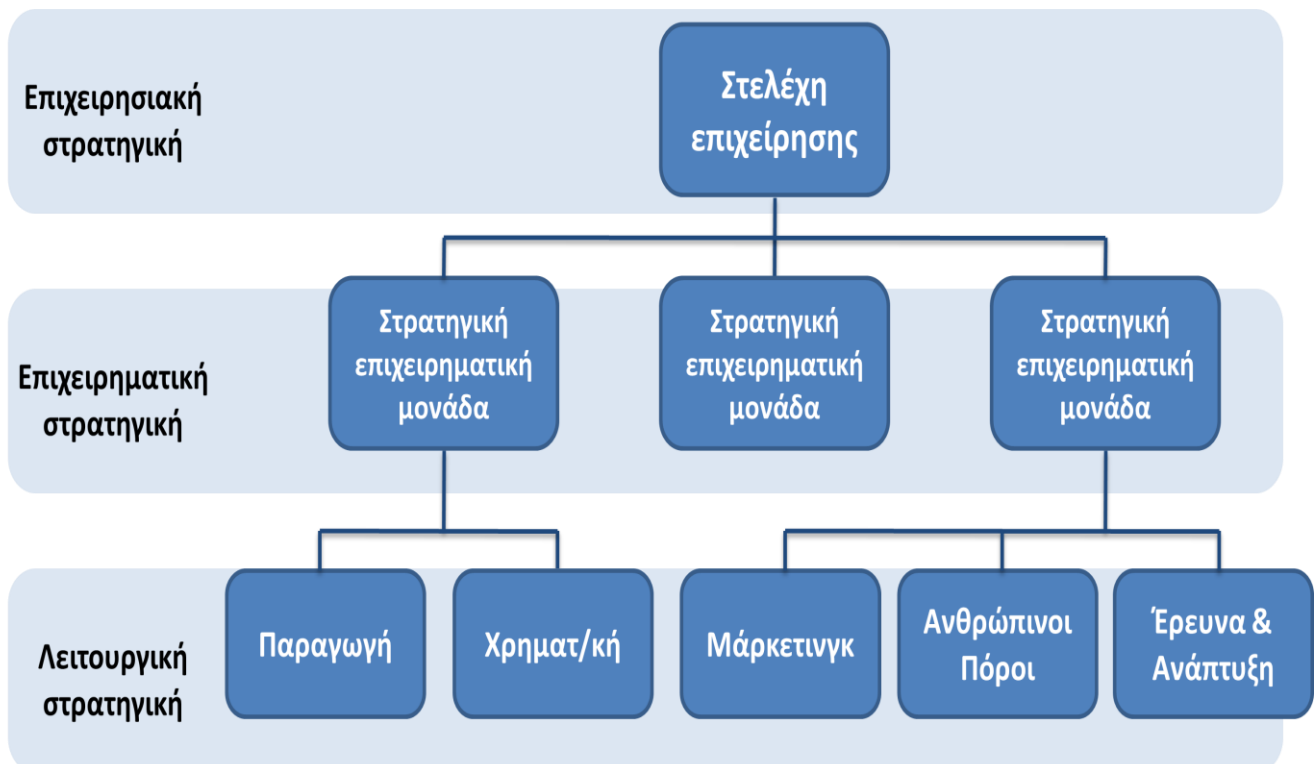 Επιχειρησιακή
στρατηγική
Στελέχη
επιχείρησης
Επιχειρηματική
στρατηγική
Στρατηγική
επιχειρηματική
μονάδα
Στρατηγική
επιχειρηματική
μονάδα
Στρατηγική
επιχειρηματική
μονάδα
Λειτουργική
στρατηγική
Παραγωγή
Χρηματ/κή
Μάρκετινγκ
Ανθρώπινοι
Πόροι
Έρευνα &
Ανάπτυξη